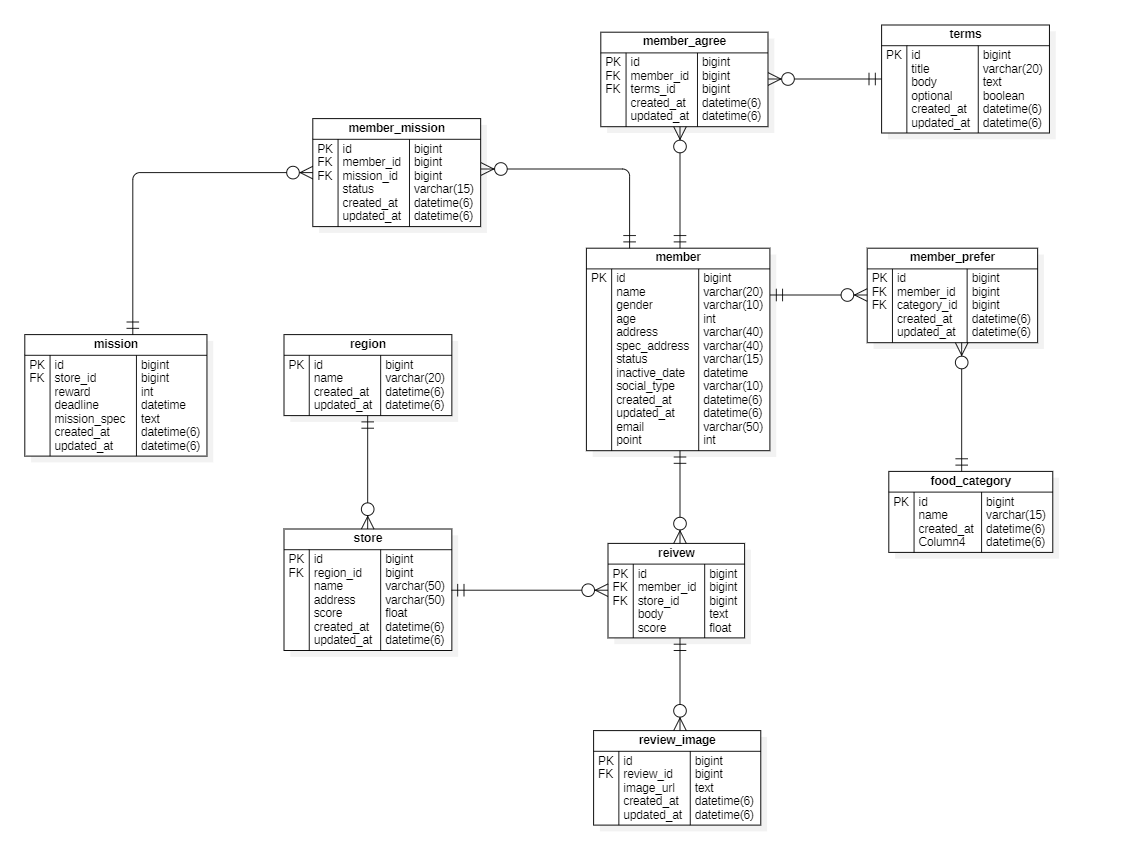 member_agree
PK id bigint
FK member_id bigint
FK terms_id bigint
created_at datetime(6)
updated_at datetime(6)
terms
PK id bigint
title varchar(20)
body text
optional boolean
created_at datetime(6)
updated_at datetime(6)
member_mission
PK id bigint
FK member_id bigint
FK mission_id bigint
status varchar(15)
created_at datetime(6)
updated_at datetime(6)
member
PK id bigint
name varchar(20)
gender varchar(10)
age int
address varchar(40)
spec_address varchar(40)
status varchar(15)
inactive_date datetime
social_type varchar(10)
created_at datetime(6)
updated_at datetime(6)
email varchar(50)
point int
member_prefer
PK id bigint
FK member_id bigint
FK category_id bigint
created_at datetime(6)
updated_at datetime(6)
mission
PK id bigint
FK store_id bigint
reward int
deadline datetime
mission_spec text
created_at datetime(6)
updated_at datetime(6)
region
PK id bigint
name varchar(20)
created_at datetime(6)
updated_at datetime(6)
food_category
PK id bigint
name varchar(15)
created_at datetime(6)
Column4 datetime(6)
store
PK id bigint
FK region_id bigint
name varchar(50)
address varchar(50)
score float
created_at datetime(6)
updated_at datetime(6)
reivew
PK id bigint
FK member_id bigint
FK store_id bigint
body text
score float
review_image
PK id bigint
FK review_id bigint
image_url text
created_at datetime(6)
updated_at datetime(6)